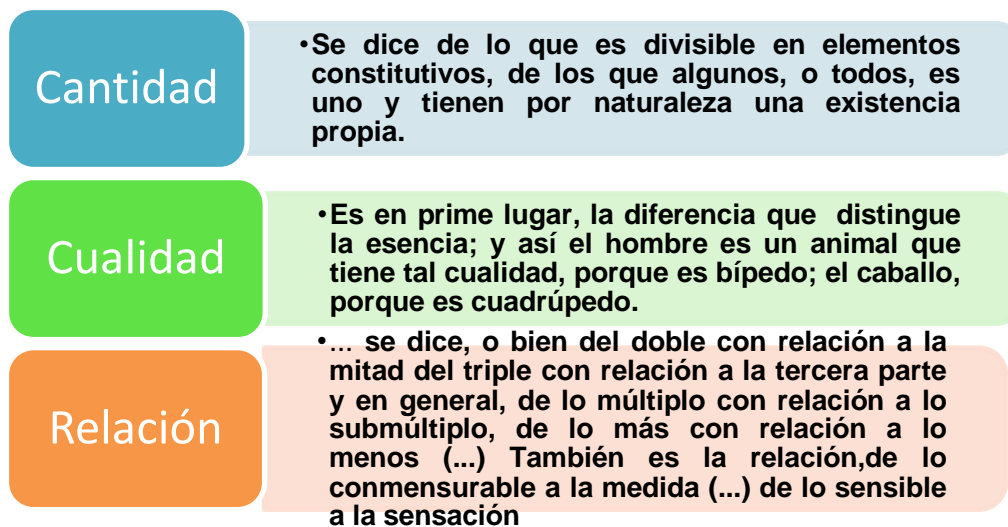 Cantidad
•Se dice de lo que es divisible en elementos
constitutivos, de los que algunos, o todos, es
uno y tienen por naturaleza una existencia
propia.
Cualidad
•Es en prime lugar, la diferencia que distingue
la esencia; y así el hombre es un animal que
tiene tal cualidad, porque es bípedo; el caballo,
porque es cuadrúpedo.
Relación
•... se dice, o bien del doble con relación a la
mitad del triple con relación a la tercera parte
y en general, de lo múltiplo con relación a lo
submúltiplo, de lo más con relación a lo
menos (...) También es la relación,de lo
conmensurable a la medida (...) de lo sensible
a la sensación